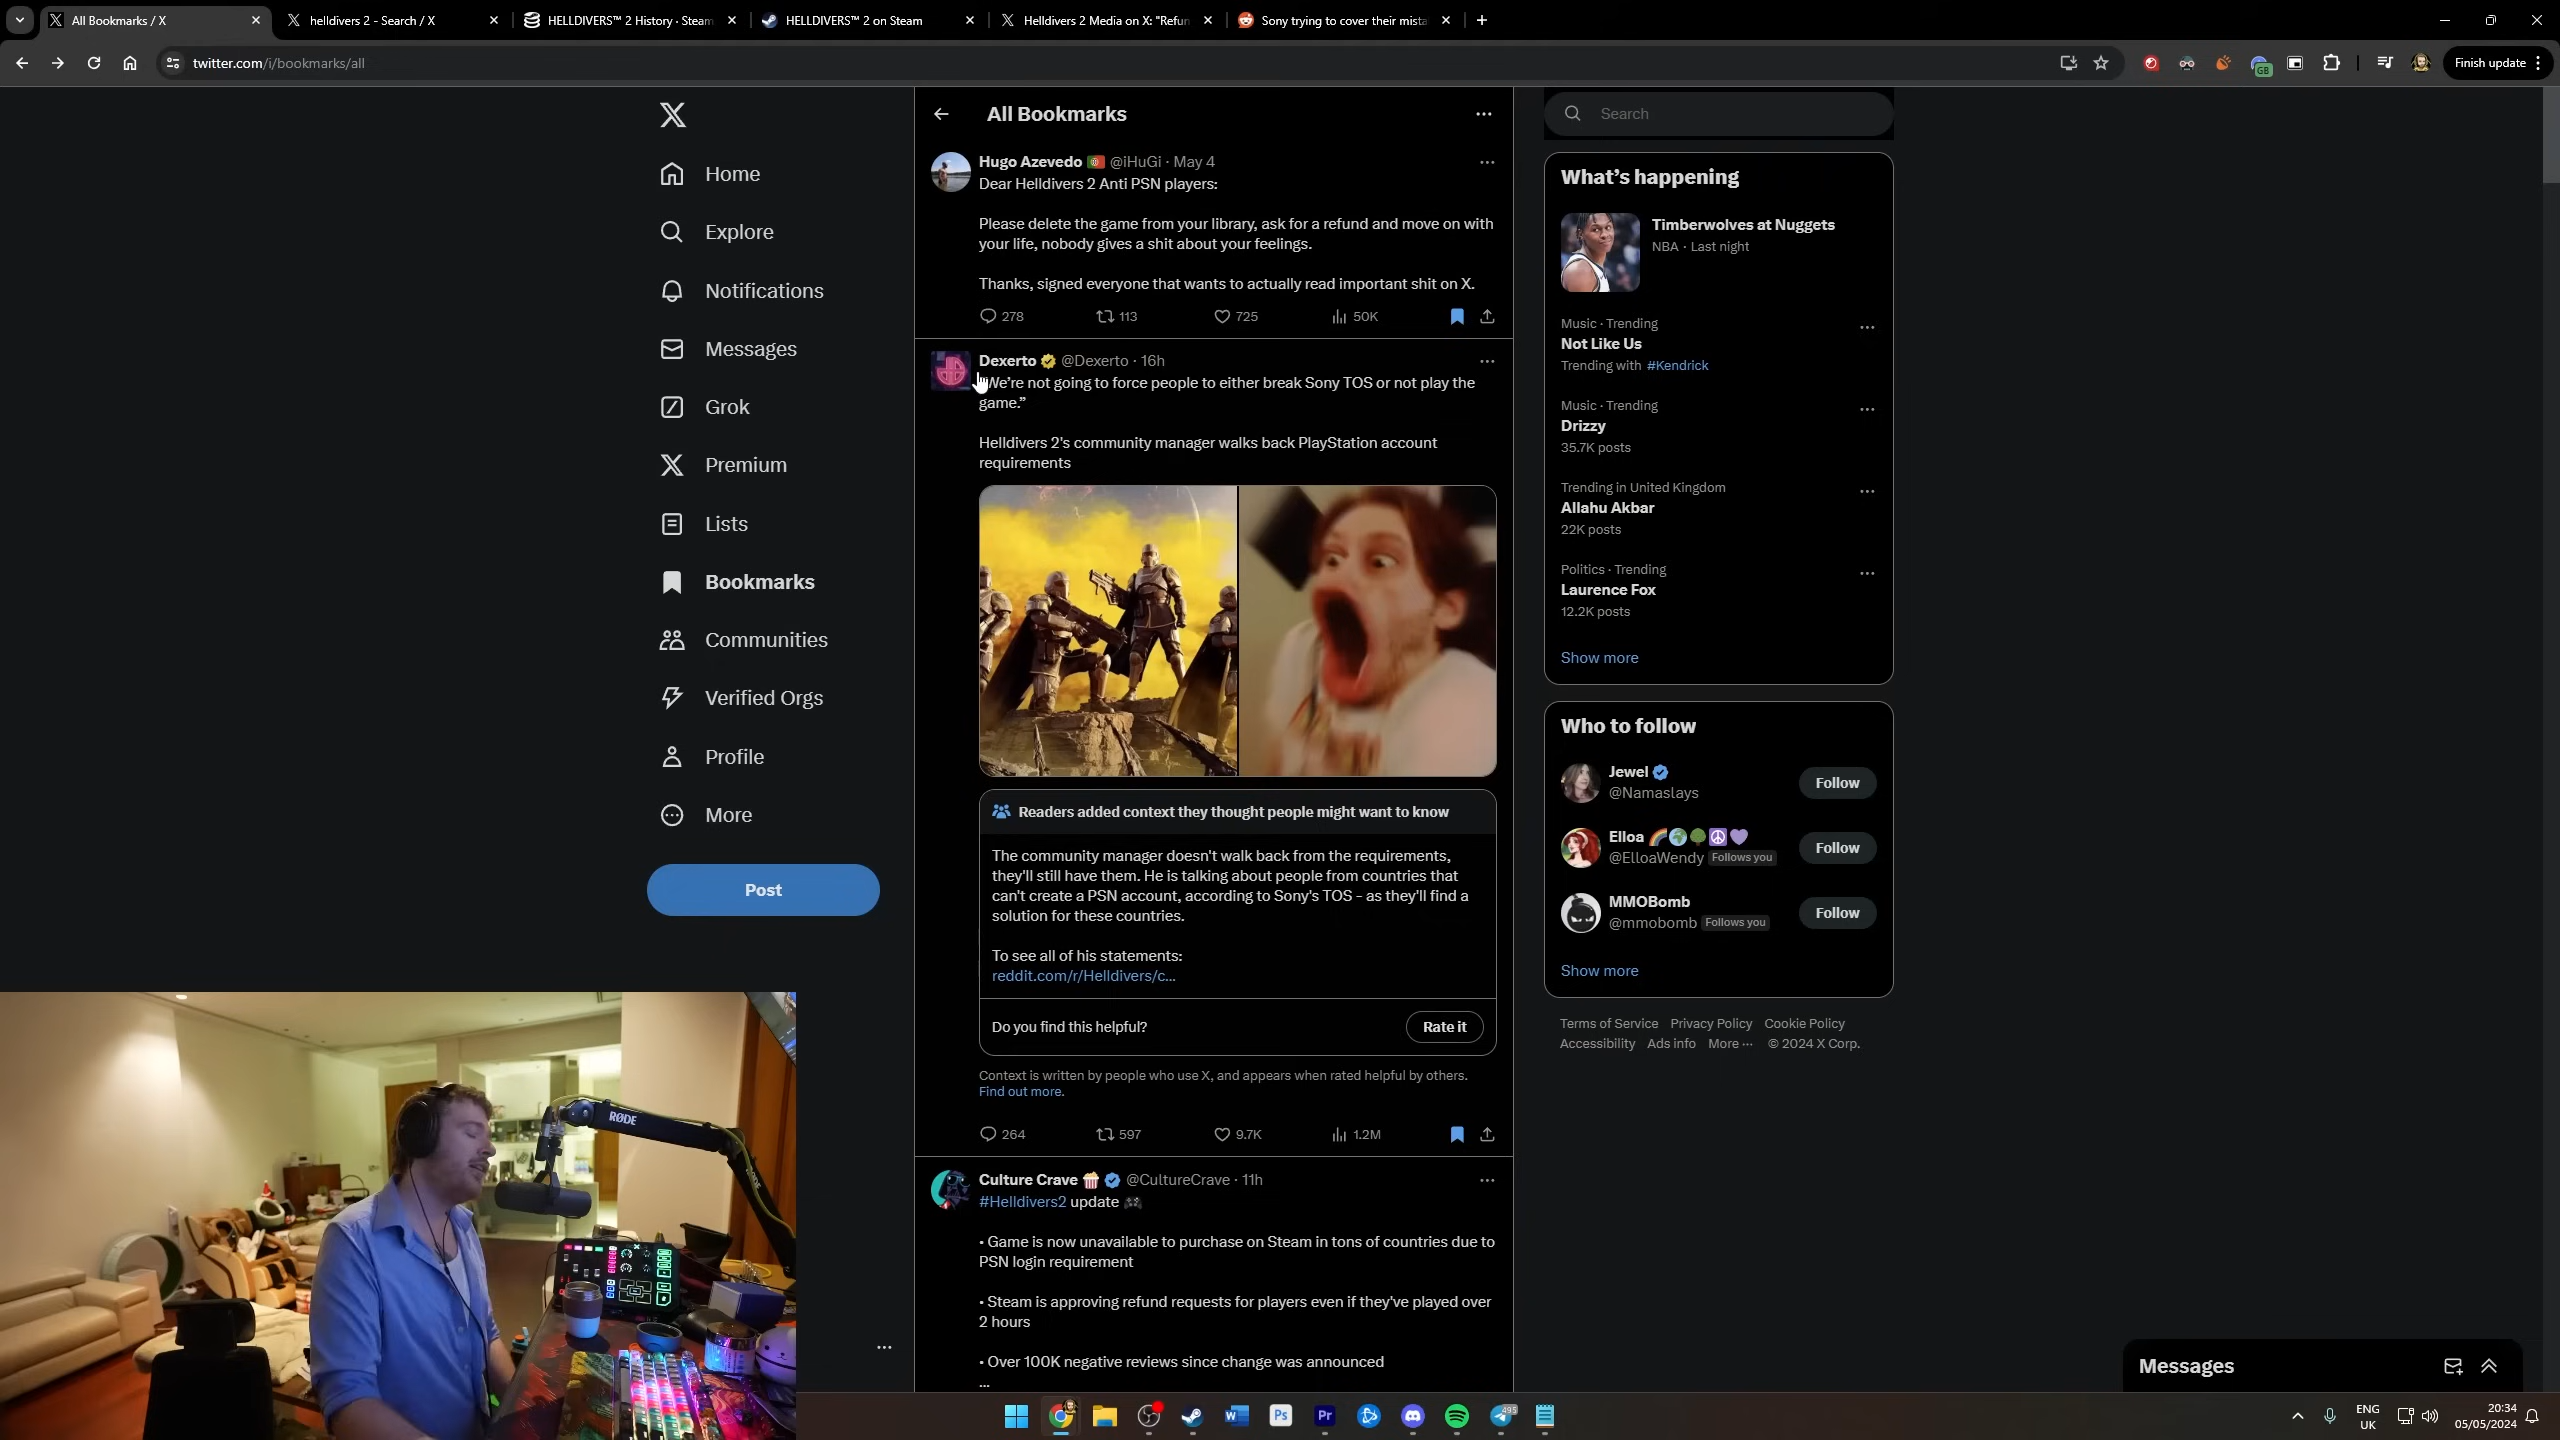 All Bookmarks / X
helldivers 2 - Search / X
HELLDIVERS™ 2 History · Steam
HELLDIVERS™ 2 on Steam
Helldivers 2 Media on X: "Refun
Sony trying to cover their mista
twitter.com/i/bookmarks/all
GB
Finish update
Home
Explore
Notifications
Messages
Grok
Premium
Lists
Bookmarks
Communities
Verified Orgs
Profile
More
Post
All Bookmarks
Hugo Azevedo 🇵🇹 @iHuGi · May 4
Dear Helldivers 2 Anti PSN players:
Please delete the game from your library, ask for a refund and move on with
your life, nobody gives a shit about your feelings.
Thanks, signed everyone that wants to actually read important shit on X.
278 113 725 50K
Dexerto @Dexerto · 16h
“We’re not going to force people to either break Sony TOS or not play the
game.”
Helldivers 2's community manager walks back PlayStation account
requirements
Readers added context they thought people might want to know
The community manager doesn't walk back from the requirements,
they'll still have them. He is talking about people from countries that
can't create a PSN account, according to Sony's TOS – as they'll find a
solution for these countries.
To see all of his statements:
reddit.com/r/Helldivers/c…
Do you find this helpful?
Rate it
Context is written by people who use X, and appears when rated helpful by others.
Find out more.
264 597 9.7K 1.2M
Culture Crave 🍿 @CultureCrave · 11h
#Helldivers2 update 🎮
• Game is now unavailable to purchase on Steam in tons of countries due to
PSN login requirement
• Steam is approving refund requests for players even if they've played over
2 hours
• Over 100K negative reviews since change was announced
...
Search
What’s happening
Timberwolves at Nuggets
NBA · Last night
Music · Trending
Not Like Us
Trending with #Kendrick
Music · Trending
Drizzy
35.7K posts
Trending in United Kingdom
Allahu Akbar
22K posts
Politics · Trending
Laurence Fox
12.2K posts
Show more
Who to follow
Jewel
@Namaslays
Follow
Elloa 🌈🌍🌳☮️💜
@ElloaWendy Follows you
Follow
MMOBomb
@mmobomb Follows you
Follow
Show more
Terms of Service Privacy Policy Cookie Policy
Accessibility Ads info More ··· © 2024 X Corp.
Messages
RØDE
RØDE
W
Ps
Pr
495
ENG
UK
20:34
05/05/2024